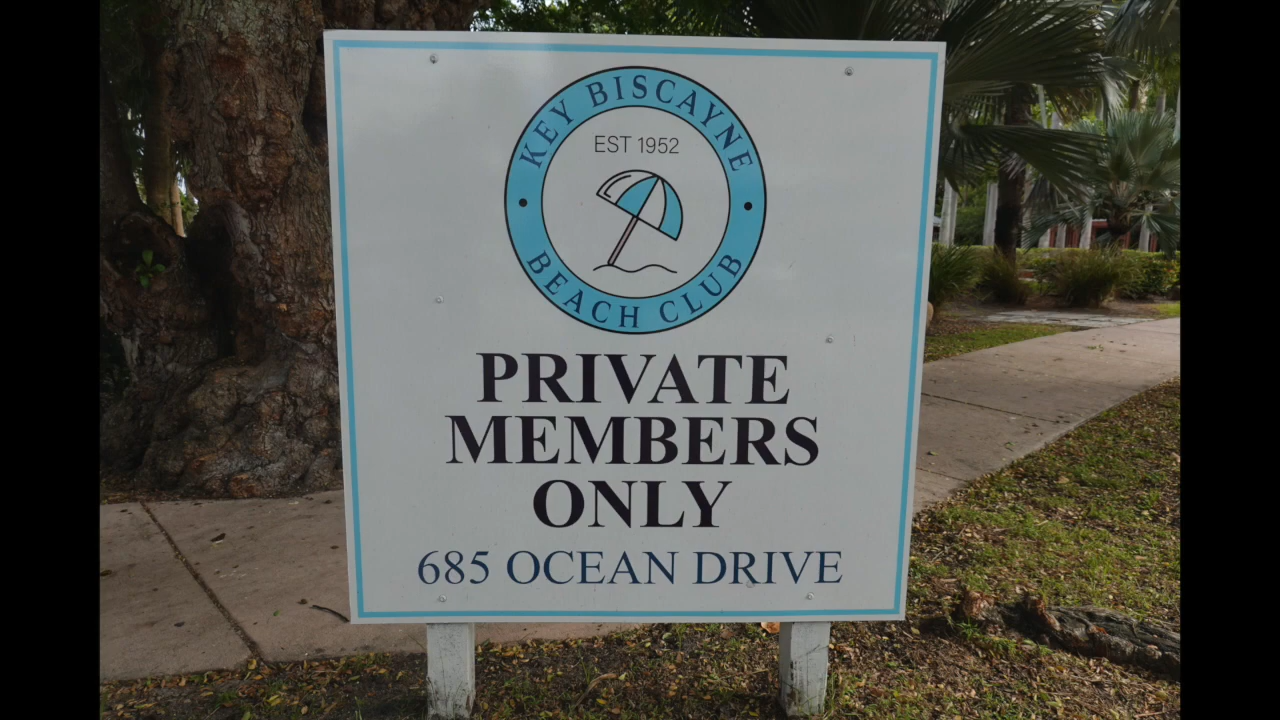 KEY BISCAYNE
EST 1952
BEACH CLUB
PRIVATE
MEMBERS
ONLY
685 OCEAN DRIVE